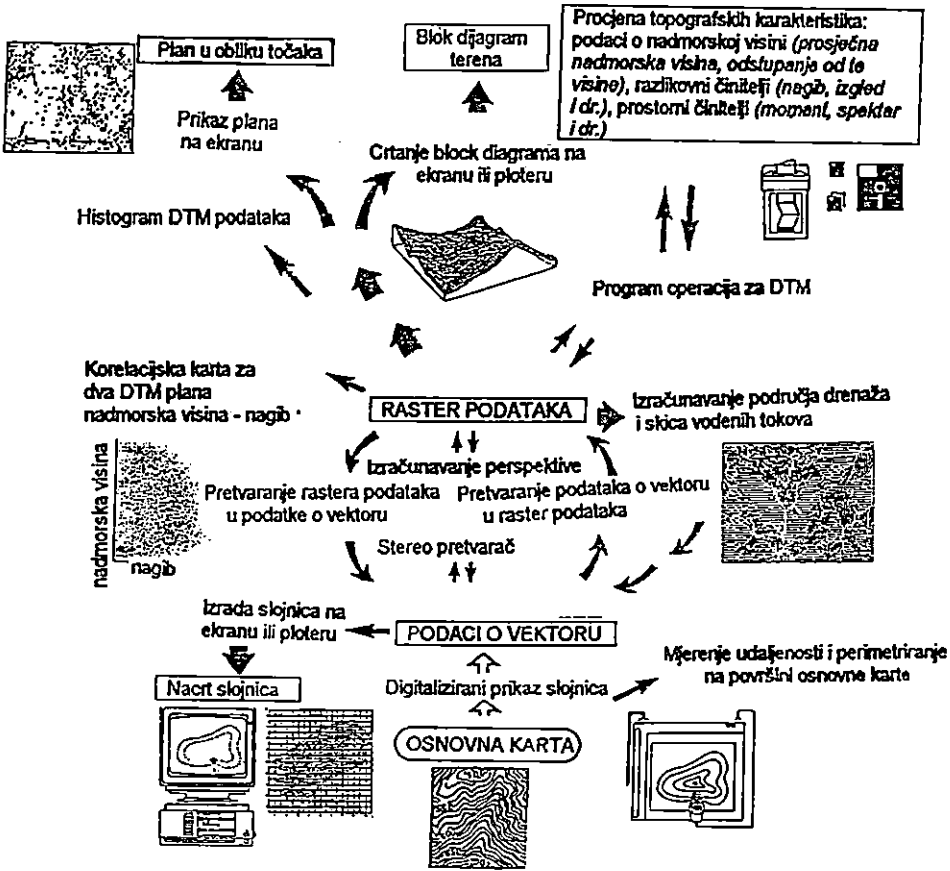 Plan u obliku točaka
Blok dijagram
terena
Procjena topografskih karakteristika:
podaci o nadmorskoj visini (prosječna
nadmorska visina, odstupanja od te
visine), razlikovni činitelji (nagib, izgled
i dr.), prostorni činitelji (moment, spektar
i dr.)
Prikaz plana
na ekranu
Crtanje block diagrama na
ekranu ili ploteru
Histogram DTM podataka
Program operacija za DTM
Korelacijska karta za
dva DTM plana
nadmorska visina - nagib
RASTER PODATAKA
Izračunavanje područja drenaža
i skica vodenih tokova
nadmorska visina
nagib
Izračunavanje perspektive
Pretvaranje rastera podataka
u podatke o vektoru
Pretvaranje podataka o vektoru
u raster podataka
Stereo pretvarač
Izrada slojnica na
ekranu ili ploteru
PODACI O VEKTORU
Mjerenje udaljenosti i perimetriranje
na površini osnovne karte
Nacrt slojnica
Digitalizirani prikaz slojnica
OSNOVNA KARTA